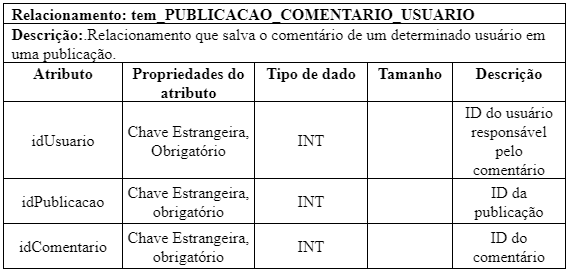 Relacionamento: tem_PUBLICACAO_COMENTARIO_USUARIO
Descrição:.Relacionamento que salva o comentário de um determinado usuário em
uma publicação.
Atributo Propriedades do atributo Tipo de dado Tamanho Descrição
idUsuario Chave Estrangeira, Obrigatório INT ID do usuário responsável pelo comentário
idPublicacao Chave Estrangeira, obrigatório INT ID da publicação
idComentario Chave Estrangeira, obrigatório INT ID do comentário